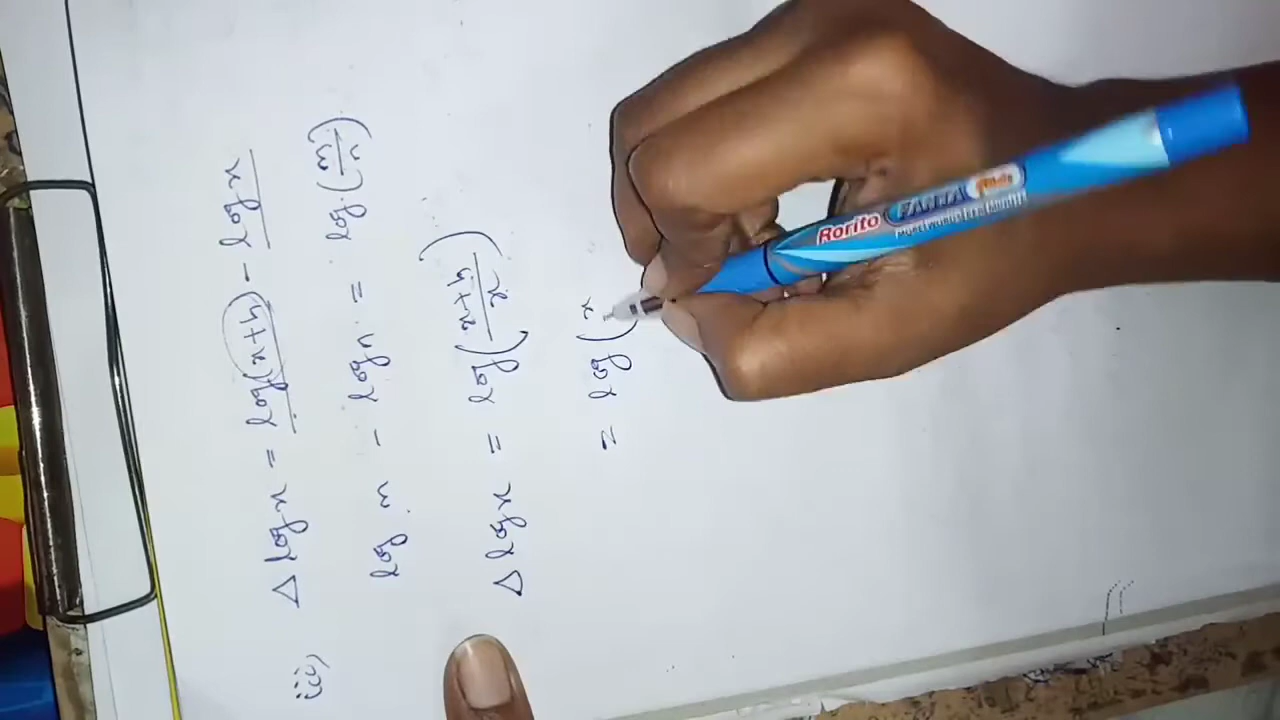 (iii) Δ log x = log(x+h) - log x
log m - log n = log (m/n)
Δ log x = log((x+h)/x)
= log (x
Rorito